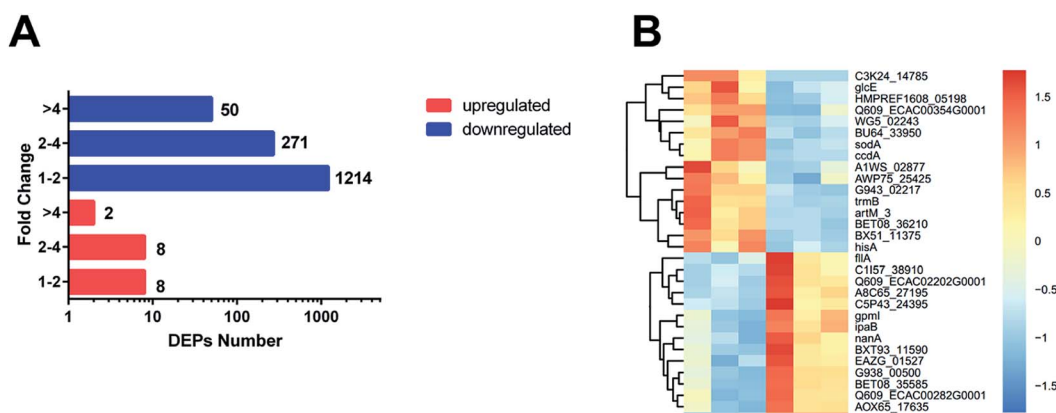 A
Fold Change
>4
50
2-4
271
1-2
1214
>4
2
2-4
8
1-2
8
1
10
100
1000
DEPs Number
upregulated
downregulated
B
C3K24_14785
glcE
HMPREF1608_05198
Q609_ECAC00354G0001
WG5_02243
BU64_33950
sodA
ccdA
A1WS_02877
AWP75_25425
G943_02217
trmB
artM_3
BET08_36210
BX51_11375
hisA
fliA
C1I57_38910
Q609_ECAC02202G0001
A8C65_27195
C5P43_24395
gpmI
ipaB
nanA
BXT93_11590
EAZG_01527
G938_00500
BET08_35585
Q609_ECAC00282G0001
AOX65_17635
1.5
1
0.5
0
−0.5
−1
−1.5